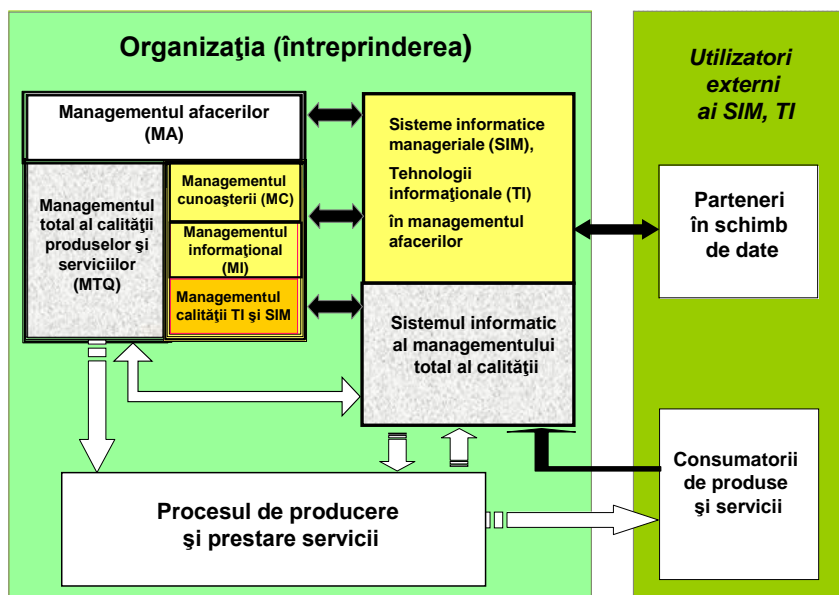 Organizaţia (întreprinderea)
Managementul afacerilor
(MA)
Managementul
total al calităţii
produselor şi
serviciilor
(MTQ)
Managementul
cunoaşterii (MC)
Managementul
informaţional
(MI)
Managementul
calităţii TI şi SIM
Sisteme informatice
manageriale (SIM),
Tehnologii
informaţionale (TI)
în managementul
afacerilor
Sistemul informatic
al managementului
total al calităţii
Procesul de producere
şi prestare servicii
Utilizatori
externi
ai SIM, TI
Parteneri
în schimb
de date
Consumatorii
de produse
şi servicii